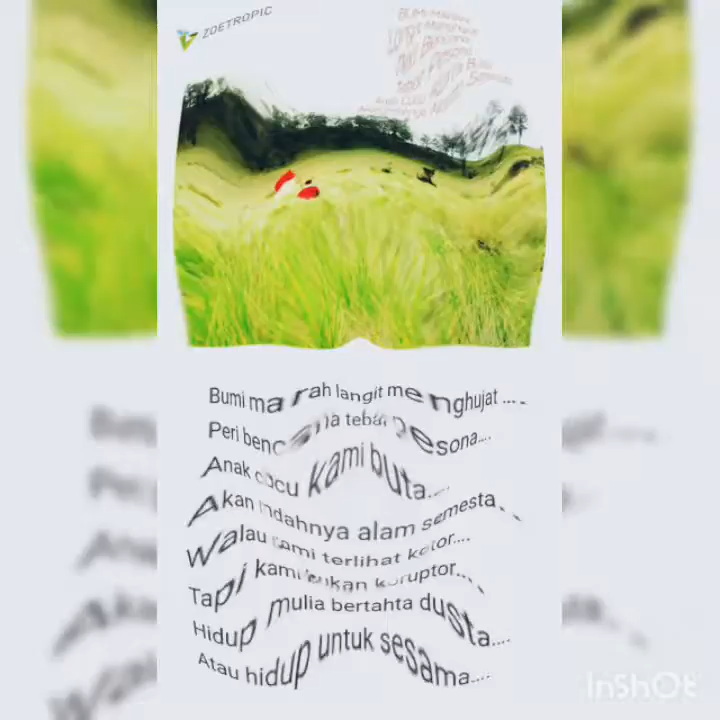 ZOETROPIC
Bumi marah langit menghujat ....
Peri bencana tebar pesona....
Anak cucu kami buta....
Akan indahnya alam semesta..
Walau kami terlihat kotor....
Tapi kami bukan koruptor....
Hidup mulia bertahta dusta....
Atau hidup untuk sesama....
InShOt